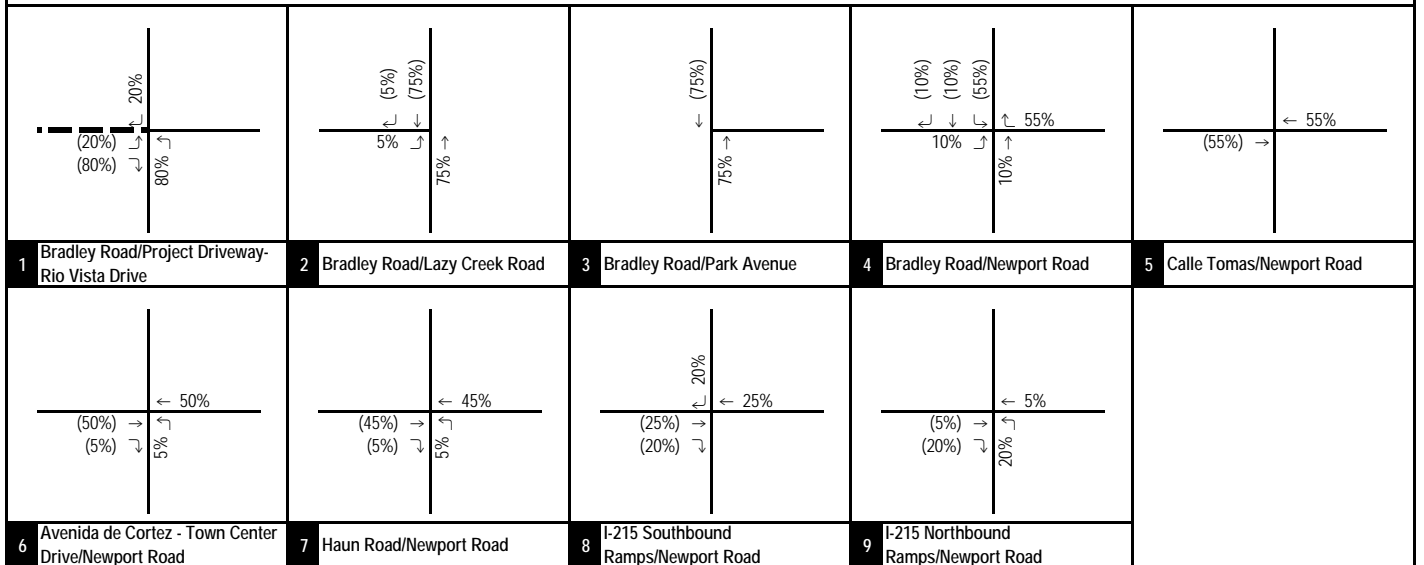 20%
(20%)
(80%)
80%
1 Bradley Road/Project Driveway-
Rio Vista Drive
(5%) (75%)
5%
75%
2 Bradley Road/Lazy Creek Road
(75%)
75%
3 Bradley Road/Park Avenue
(10%) (10%) (55%)
55%
10%
10%
4 Bradley Road/Newport Road
55%
(55%)
5 Calle Tomas/Newport Road
50%
(50%)
(5%)
5%
6 Avenida de Cortez - Town Center
Drive/Newport Road
45%
(45%)
(5%)
5%
7 Haun Road/Newport Road
20%
25%
(25%)
(20%)
8 I-215 Southbound
Ramps/Newport Road
5%
(5%)
(20%)
20%
9 I-215 Northbound
Ramps/Newport Road